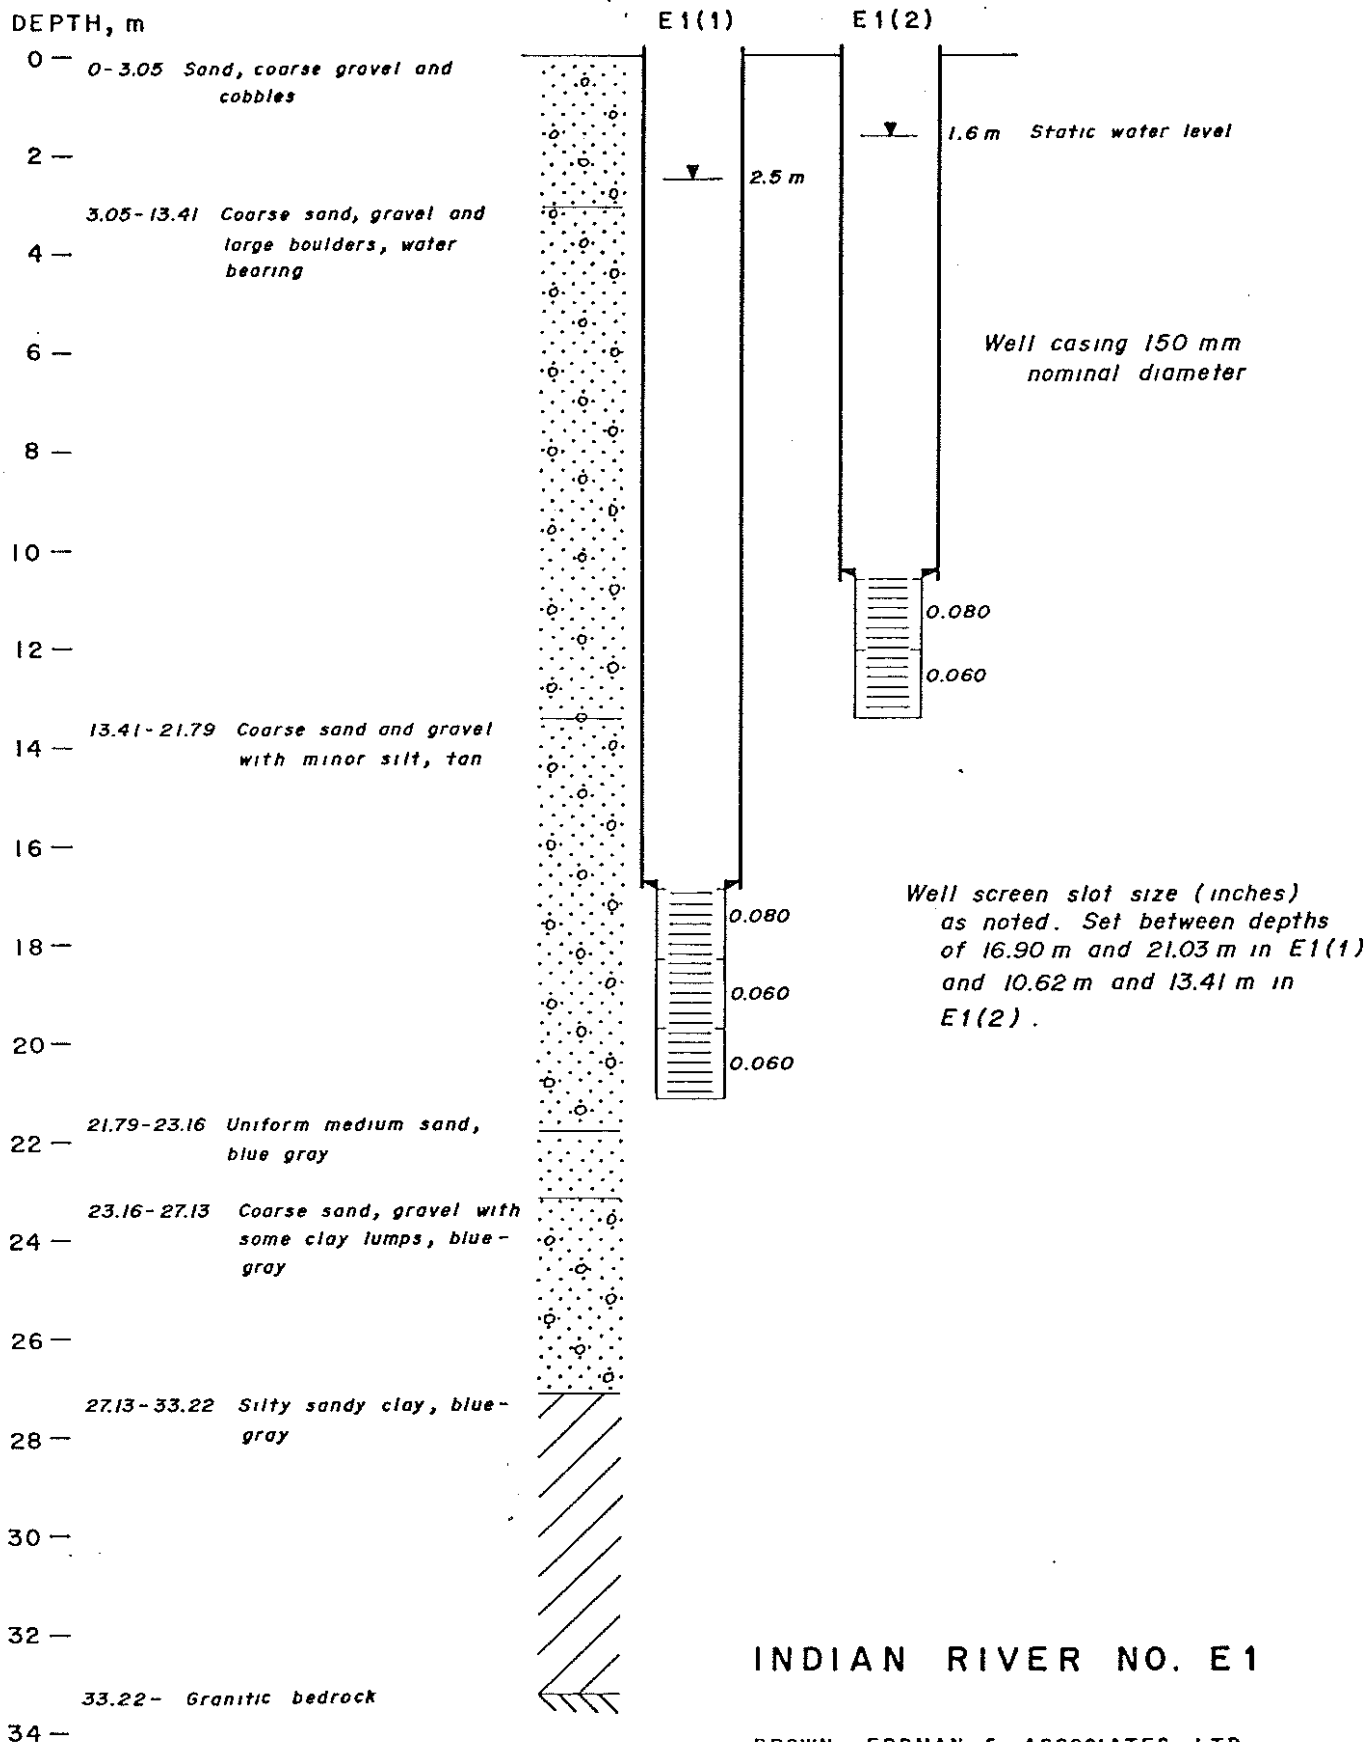 DEPTH, m
E1(1)
E1(2)
0
0-3.05 Sand, coarse gravel and
cobbles
1.6 m Static water level
2
2.5 m
3.05-13.41 Coarse sand, gravel and
large boulders, water
bearing
4
6
Well casing 150 mm
nominal diameter
8
10
0.080
12
0.060
13.41-21.79 Coarse sand and gravel
with minor silt, tan
14
16
Well screen slot size (inches)
as noted. Set between depths
of 16.90 m and 21.03 m in E1(1)
and 10.62 m and 13.41 m in
E1(2).
0.080
18
0.060
20
0.060
21.79-23.16 Uniform medium sand,
blue gray
22
23.16-27.13 Coarse sand, gravel with
some clay lumps, blue-
gray
24
26
27.13-33.22 Silty sandy clay, blue-
gray
28
30
32
INDIAN RIVER NO. E1
33.22- Granitic bedrock
34
BROWN, ERDMAN & ASSOCIATES LTD.